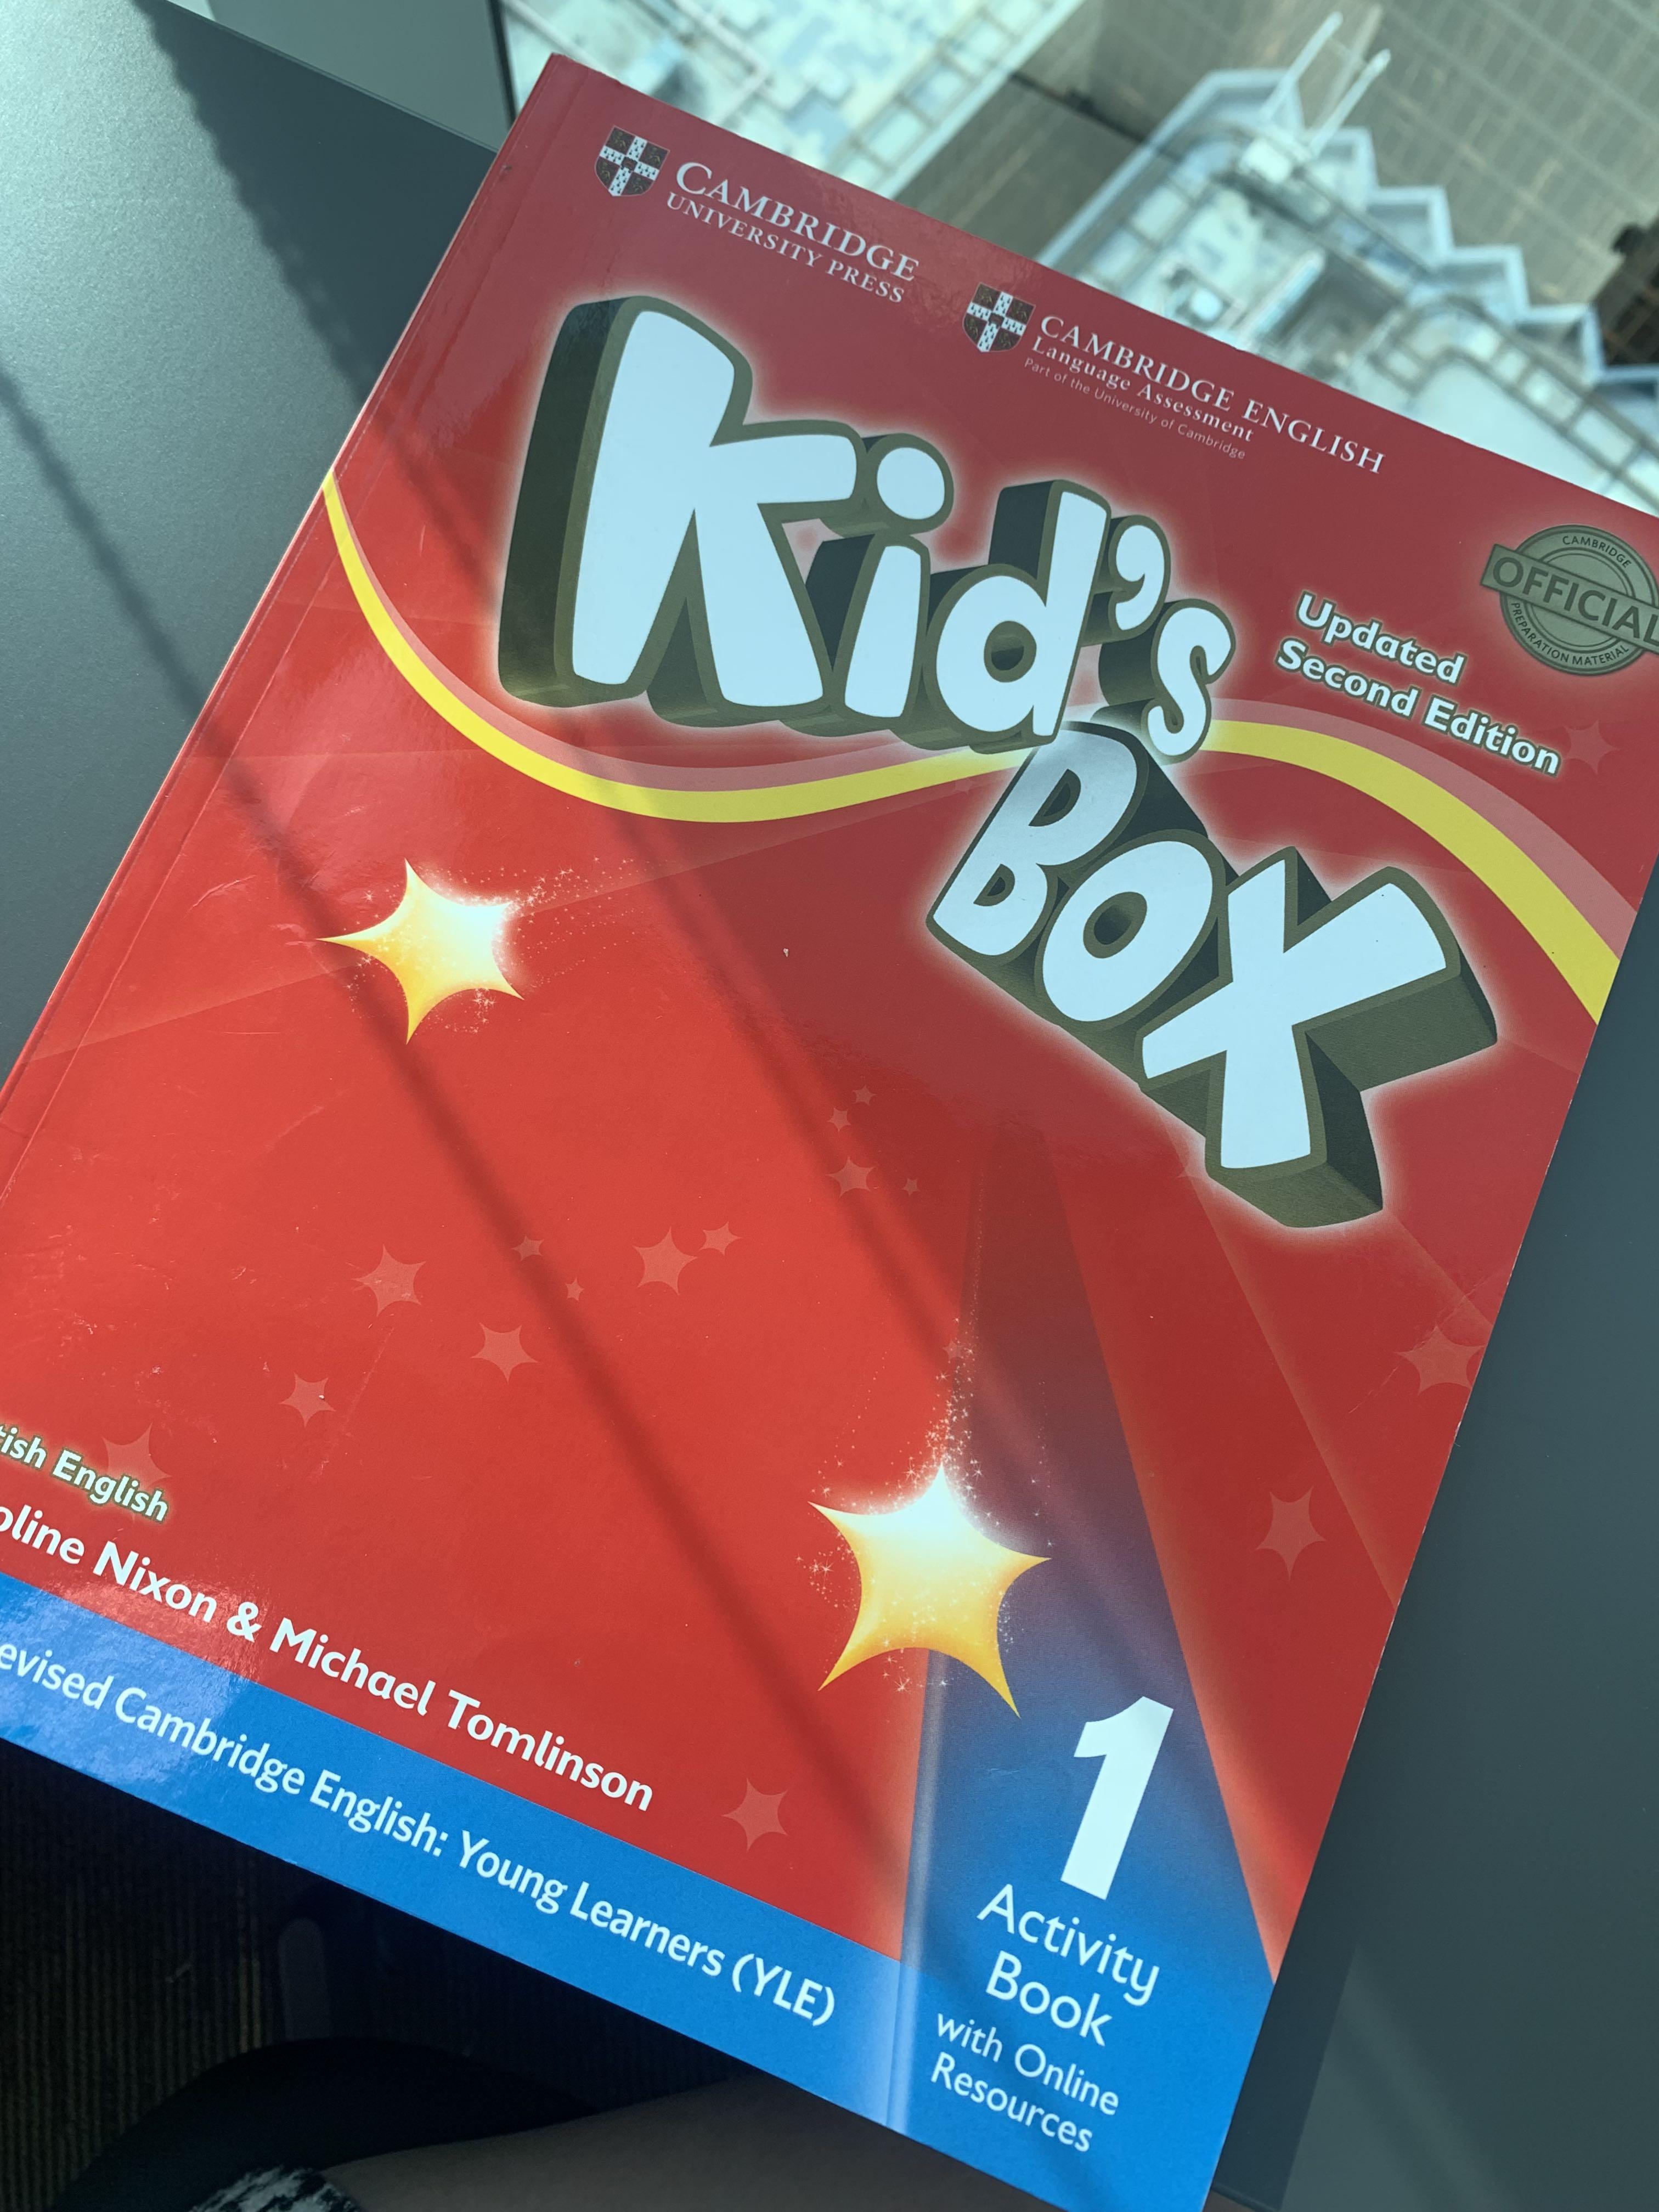 CAMBRIDGE
UNIVERSITY PRESS
CAMBRIDGE ENGLISH
Language Assessment
Part of the University of Cambridge
Kid's
BOX
Updated
Second Edition
CAMBRIDGE
OFFICIAL
PREPARATION MATERIAL
English
Nixon & Michael Tomlinson
Cambridge English: Young Learners (YLE)
1
Activity
Book
with Online
Resources